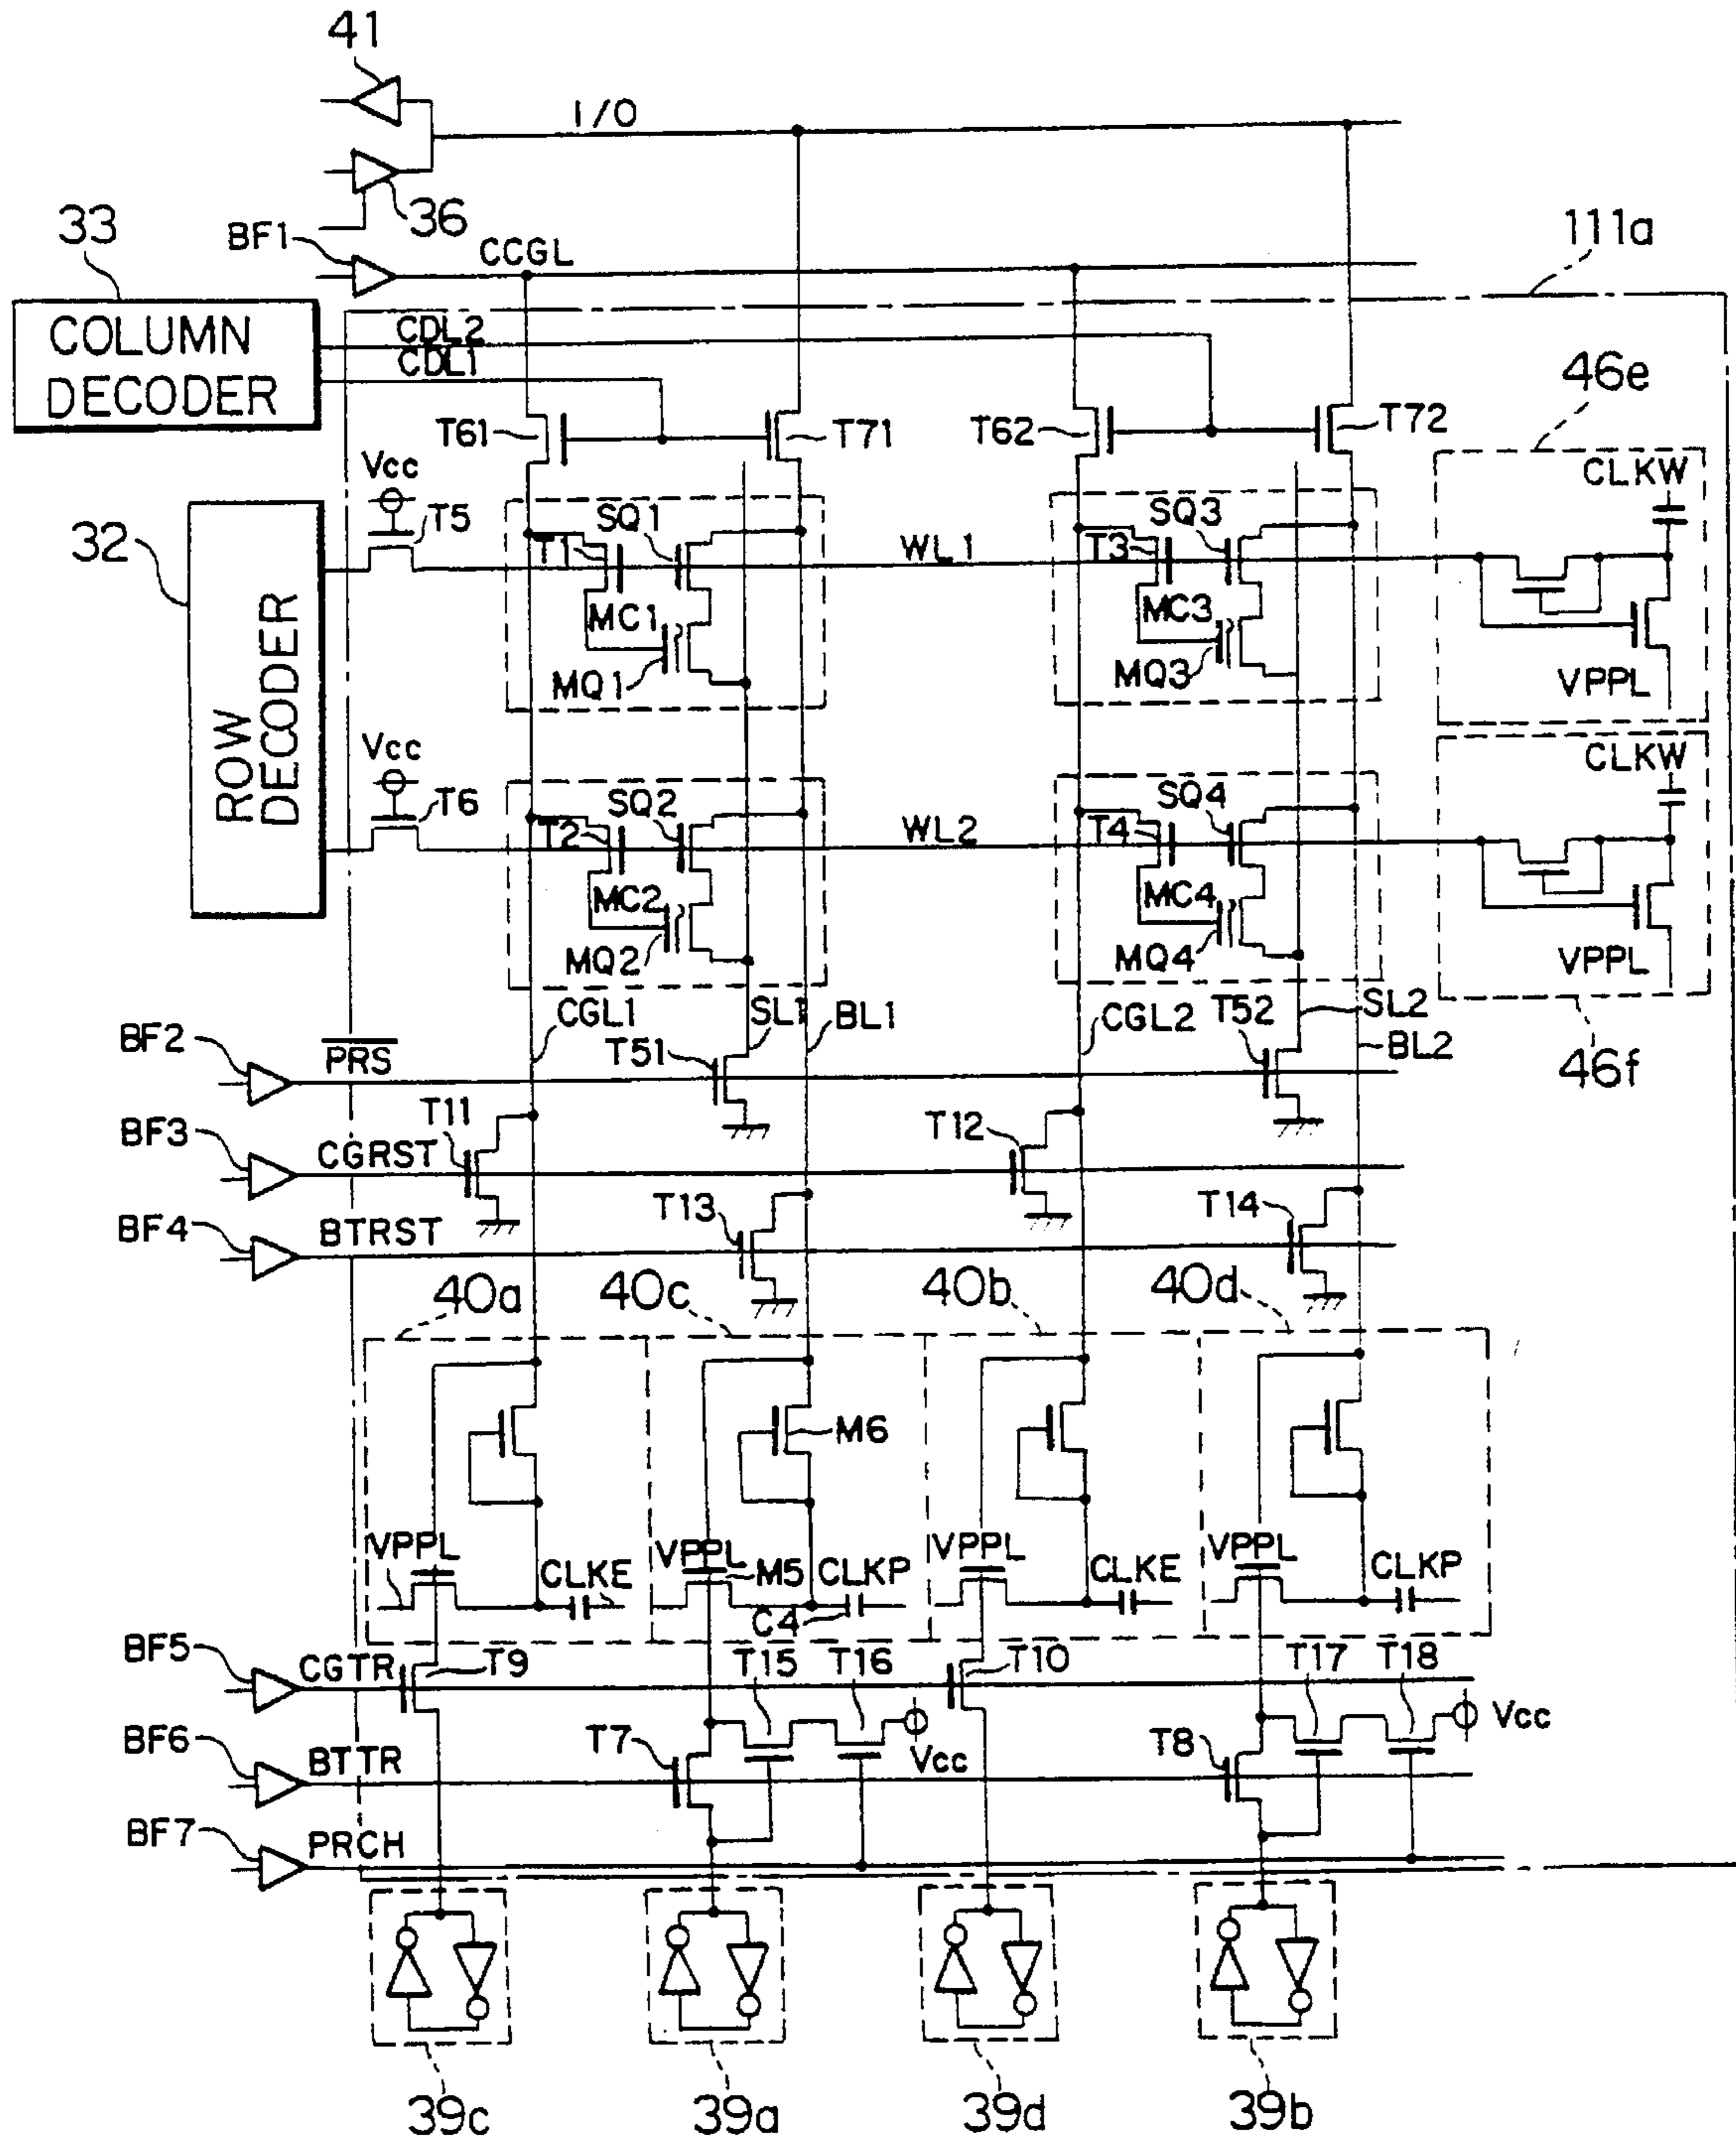 41
I/O
36
33
BF1
CCGL
111a
COLUMN
DECODER
CDL2
CDL1
46e
T61
T71
T62
T72
Vcc
T5
CLKW
32
SQ1
T1
WL1
SQ3
T3
MC1
MC3
MQ1
MQ3
VPPL
ROW
DECODER
Vcc
T6
CLKW
SQ2
T2
WL2
SQ4
T4
MC2
MC4
MQ2
MQ4
VPPL
CGL1
SL1
BL1
CGL2
T52
SL2
BL2
46f
BF2
PRS
T51
BF3
CGRST
T11
T12
BF4
BTRST
T13
T14
40a
40c
40b
40d
M6
VPPL
CLKE
VPPL
M5
CLKP
C4
VPPL
CLKE
VPPL
CLKP
BF5
CGTR
T9
T15
T16
T10
T17
T18
Vcc
BF6
BTTR
T7
Vcc
T8
BF7
PRCH
39c
39a
39d
39b